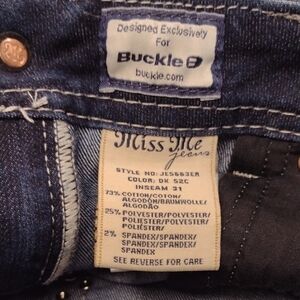 Designed Exclusively
For
Buckle B
buckle.com
Miss Me
jeans
STYLE NO: JE5663ER
COLOR: DK 52C
INSEAM 31
73% COTTON/COTON/
ALGODÓN/BAUMWOLLE/
ALGODÃO
25% POLYESTER/POLYESTER/
POLIÉSTER/POLYESTER/
POLIÉSTER/
2% SPANDEX/SPANDEX/
SPANDEX/SPANDEX/
SPANDEX
SEE REVERSE FOR CARE